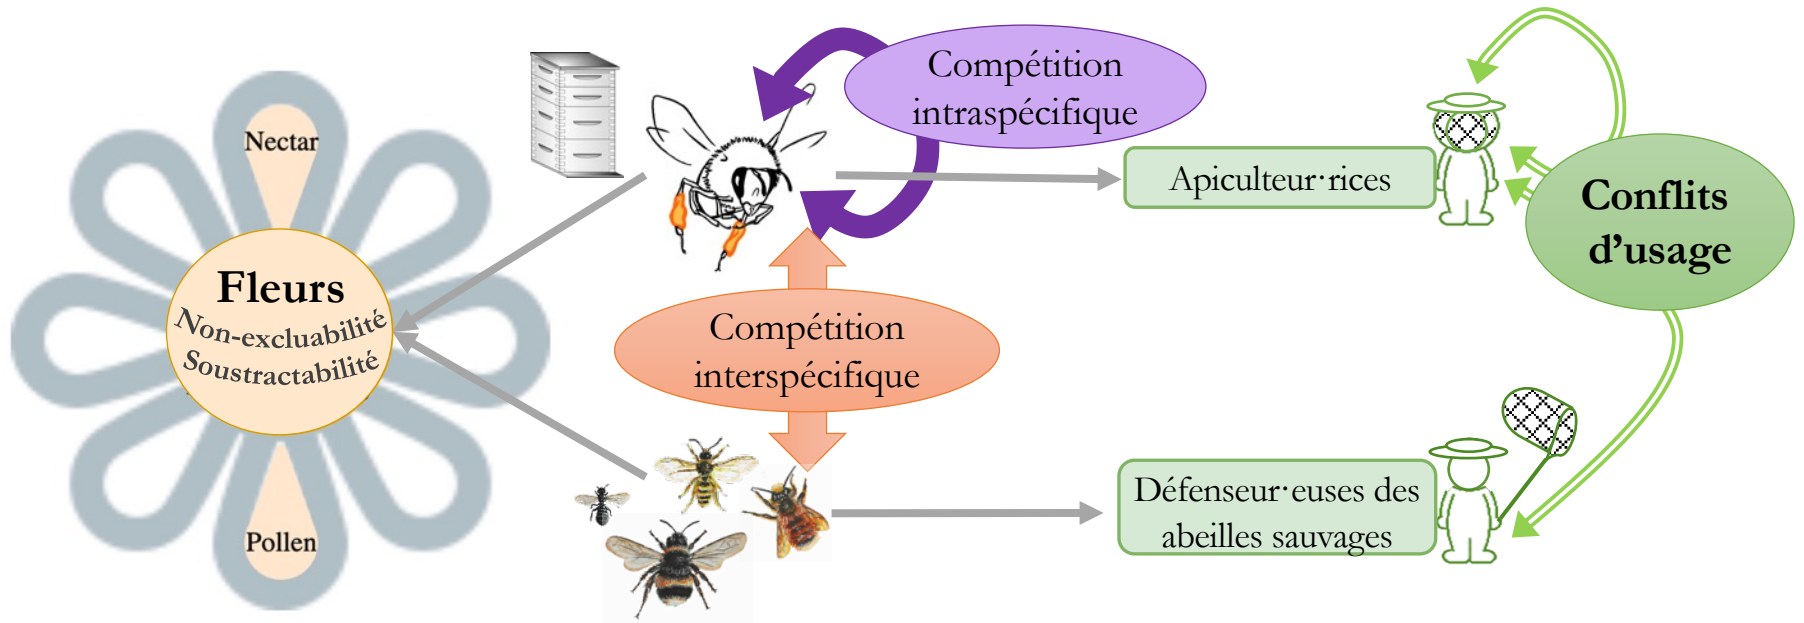 Nectar
Fleurs
Non-excluabilité
Soustractabilité
Pollen
Compétition
intraspécifique
Compétition
interspécifique
Apiculteur·rices
Défenseur·euses des
abeilles sauvages
Conflits
d’usage